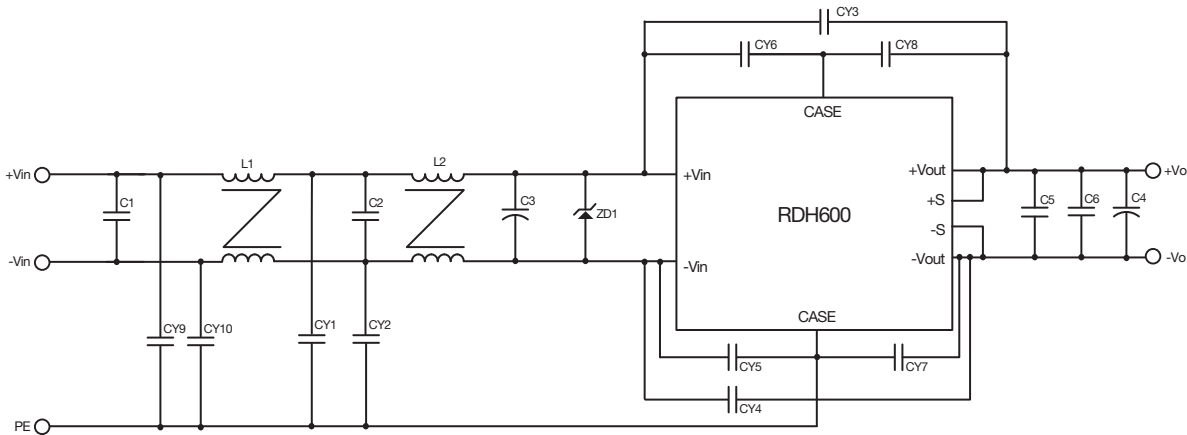 CY3
CY6
CY8
CASE
L1
L2
+Vin
+Vin
+Vout
+Vo
C1
C2
C3
ZD1
RDH600
+S
C5
C6
C4
-S
-Vin
-Vin
-Vout
-Vo
CASE
CY9
CY10
CY1
CY2
CY5
CY7
CY4
PE